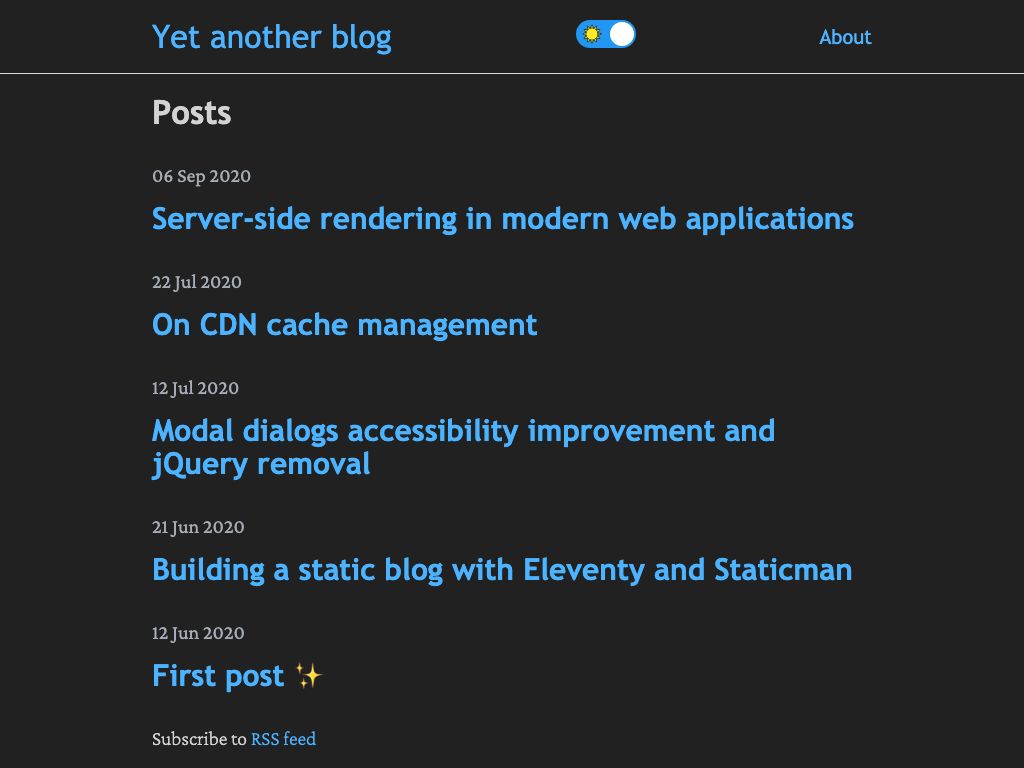 Yet another blog
About
Posts
06 Sep 2020
Server-side rendering in modern web applications
22 Jul 2020
On CDN cache management
12 Jul 2020
Modal dialogs accessibility improvement and
jQuery removal
21 Jun 2020
Building a static blog with Eleventy and Staticman
12 Jun 2020
First post ✨
Subscribe to RSS feed